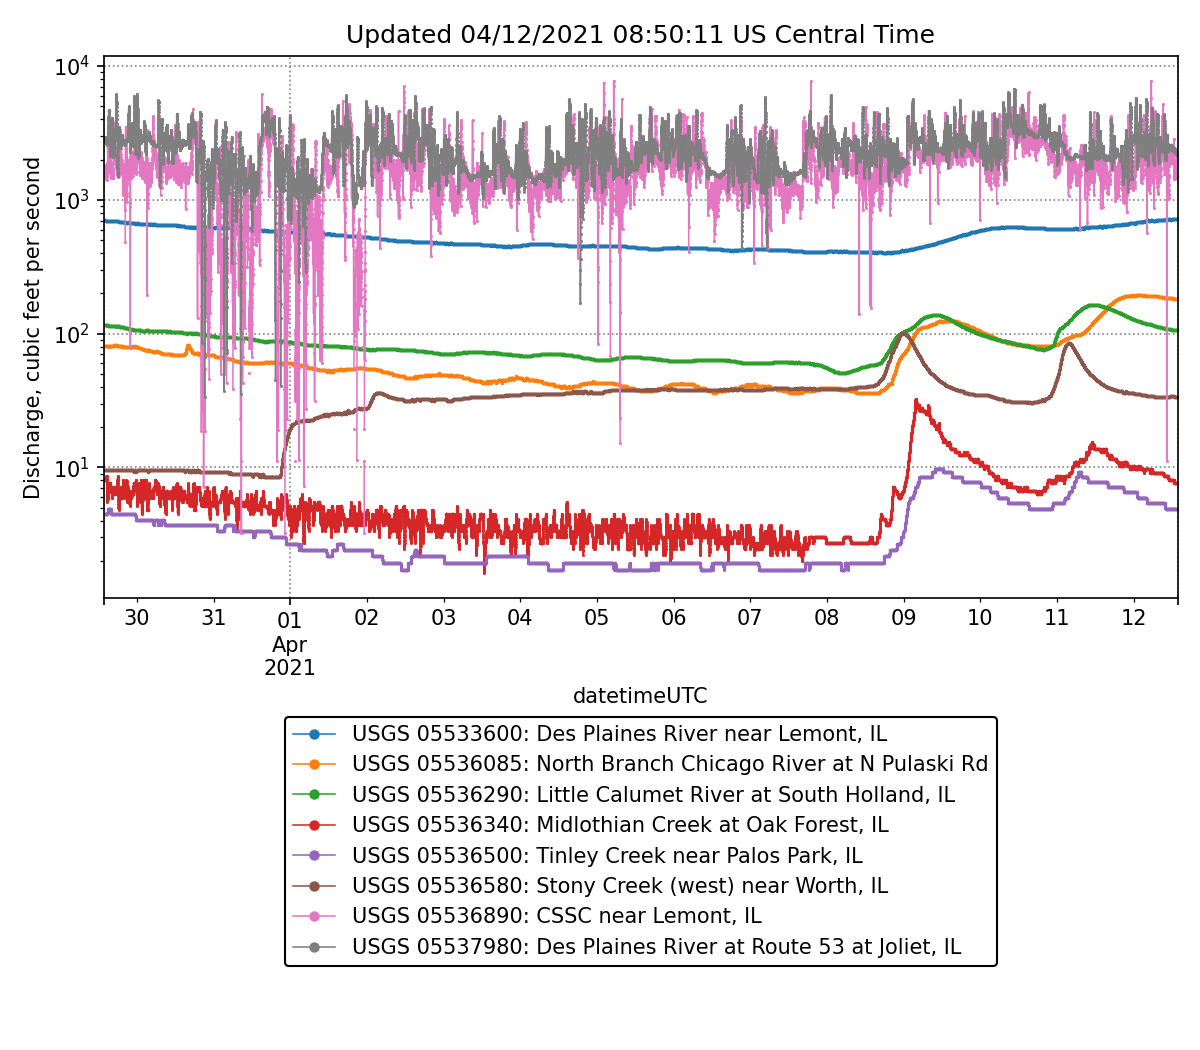 Updated 04/12/2021 08:50:11 US Central Time
Discharge, cubic feet per second
10^4
10^3
10^2
10^1
30 31 01 02 03 04 05 06 07 08 09 10 11 12
Apr
2021
datetimeUTC
USGS 05533600: Des Plaines River near Lemont, IL
USGS 05536085: North Branch Chicago River at N Pulaski Rd
USGS 05536290: Little Calumet River at South Holland, IL
USGS 05536340: Midlothian Creek at Oak Forest, IL
USGS 05536500: Tinley Creek near Palos Park, IL
USGS 05536580: Stony Creek (west) near Worth, IL
USGS 05536890: CSSC near Lemont, IL
USGS 05537980: Des Plaines River at Route 53 at Joliet, IL